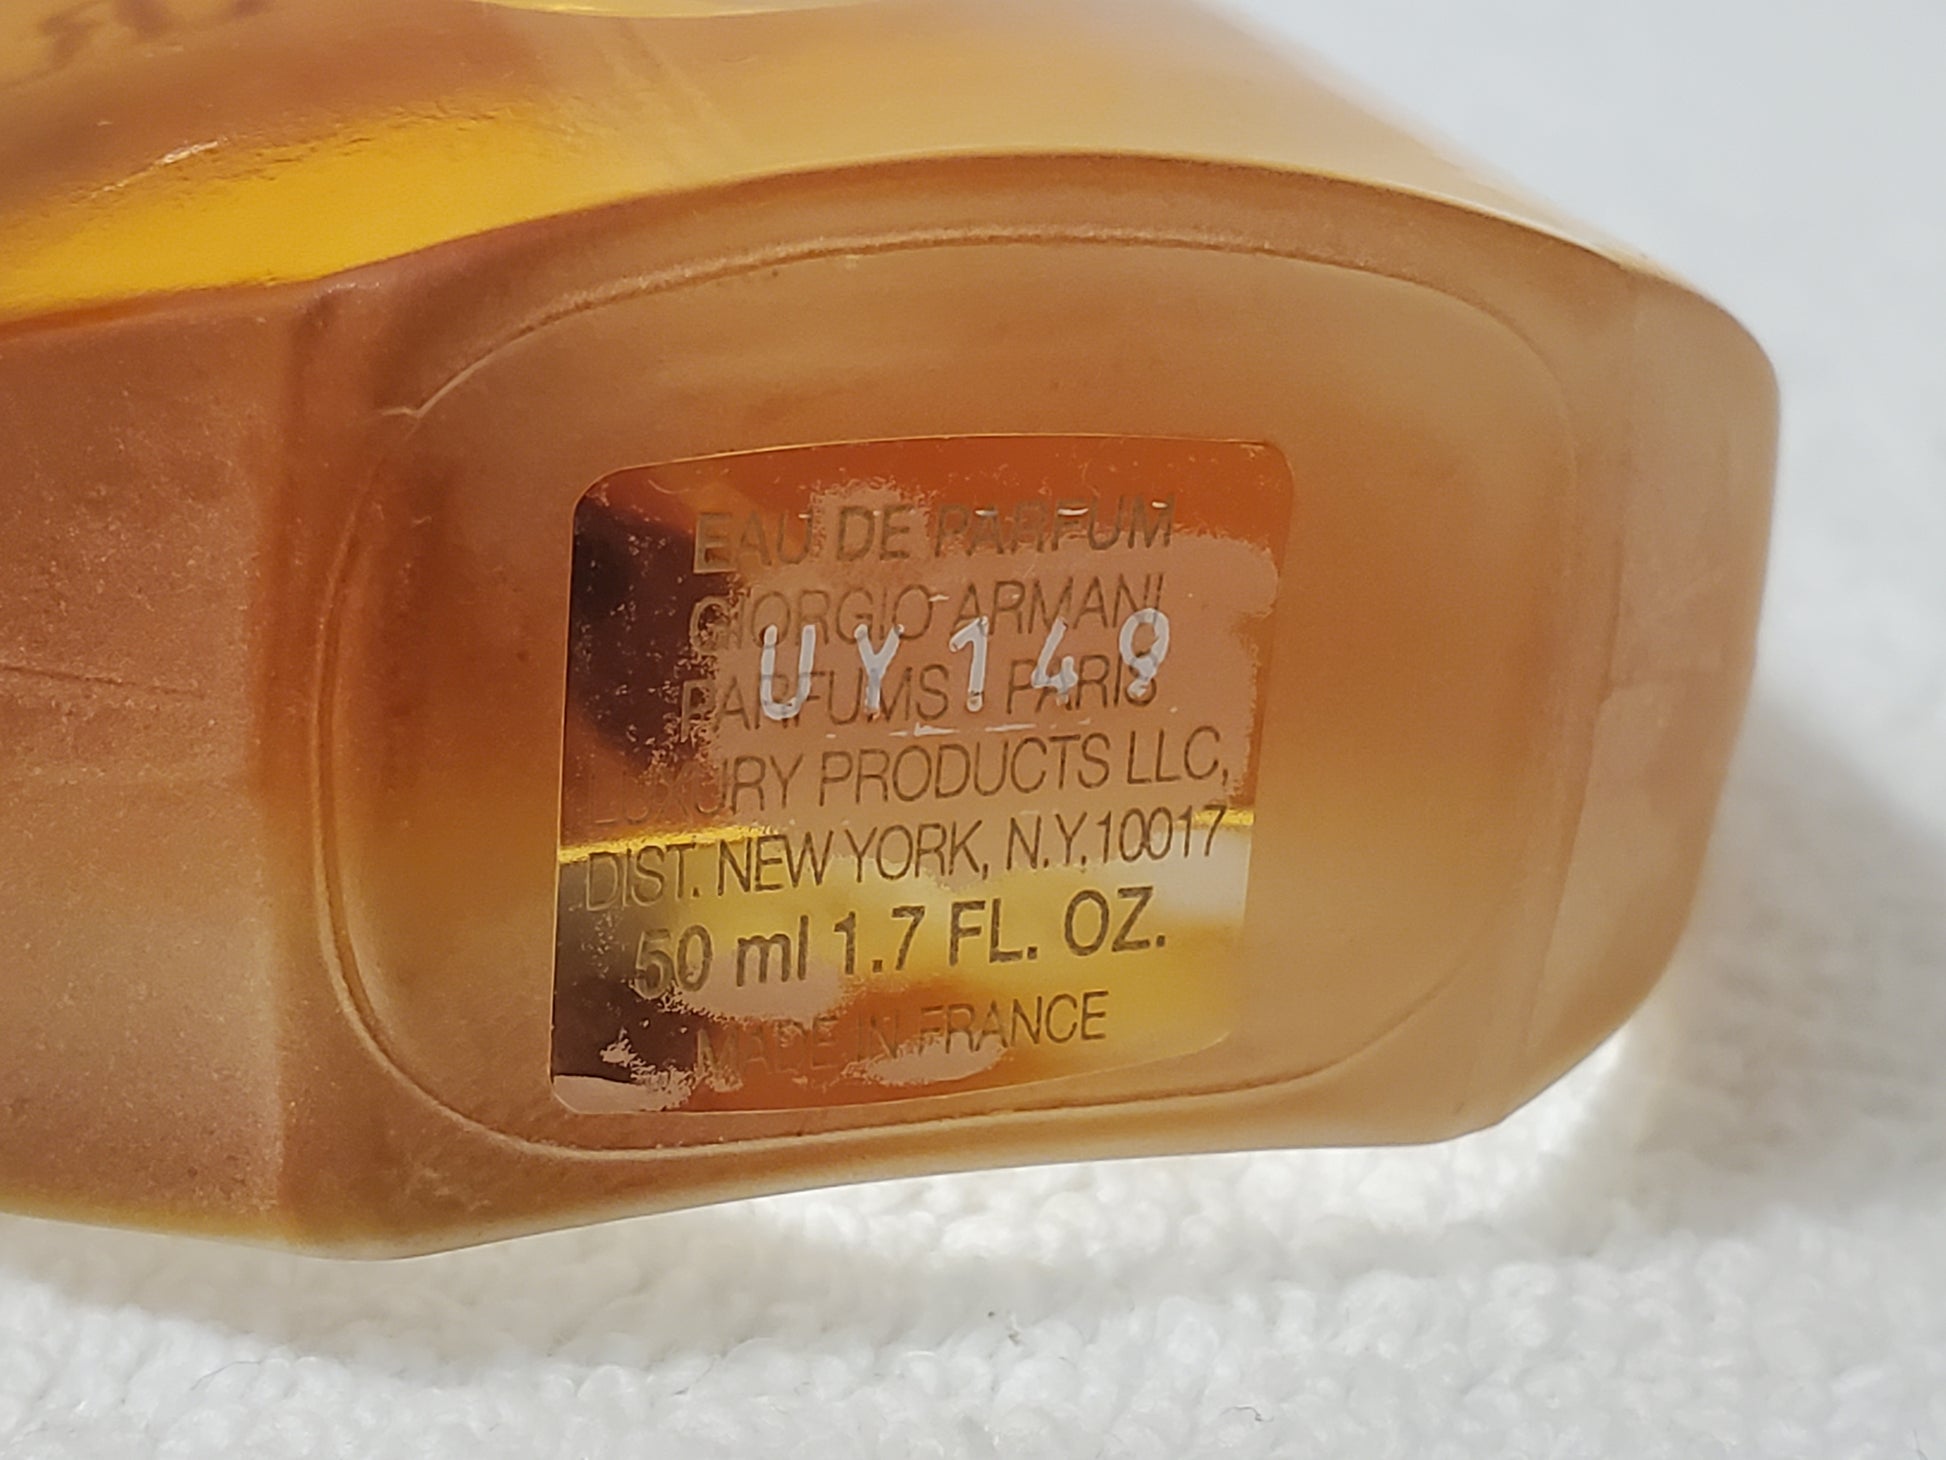 EAU DE PARFUM
GIORGIO ARMANI
UY149
PARFUMS PARIS
LUXURY PRODUCTS LLC,
DIST. NEW YORK, N.Y. 10017
50 ml 1.7 FL. OZ.
MADE IN FRANCE